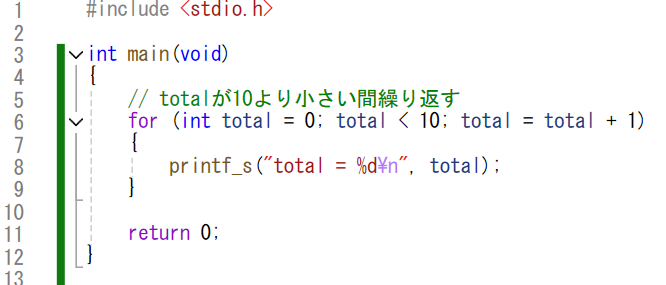 1 #include <stdio.h>
2
3 int main(void)
4 {
5 // totalが10より小さい間繰り返す
6 for (int total = 0; total < 10; total = total + 1)
7 {
8 printf_s("total = %d¥n", total);
9 }
10
11 return 0;
12 }
13